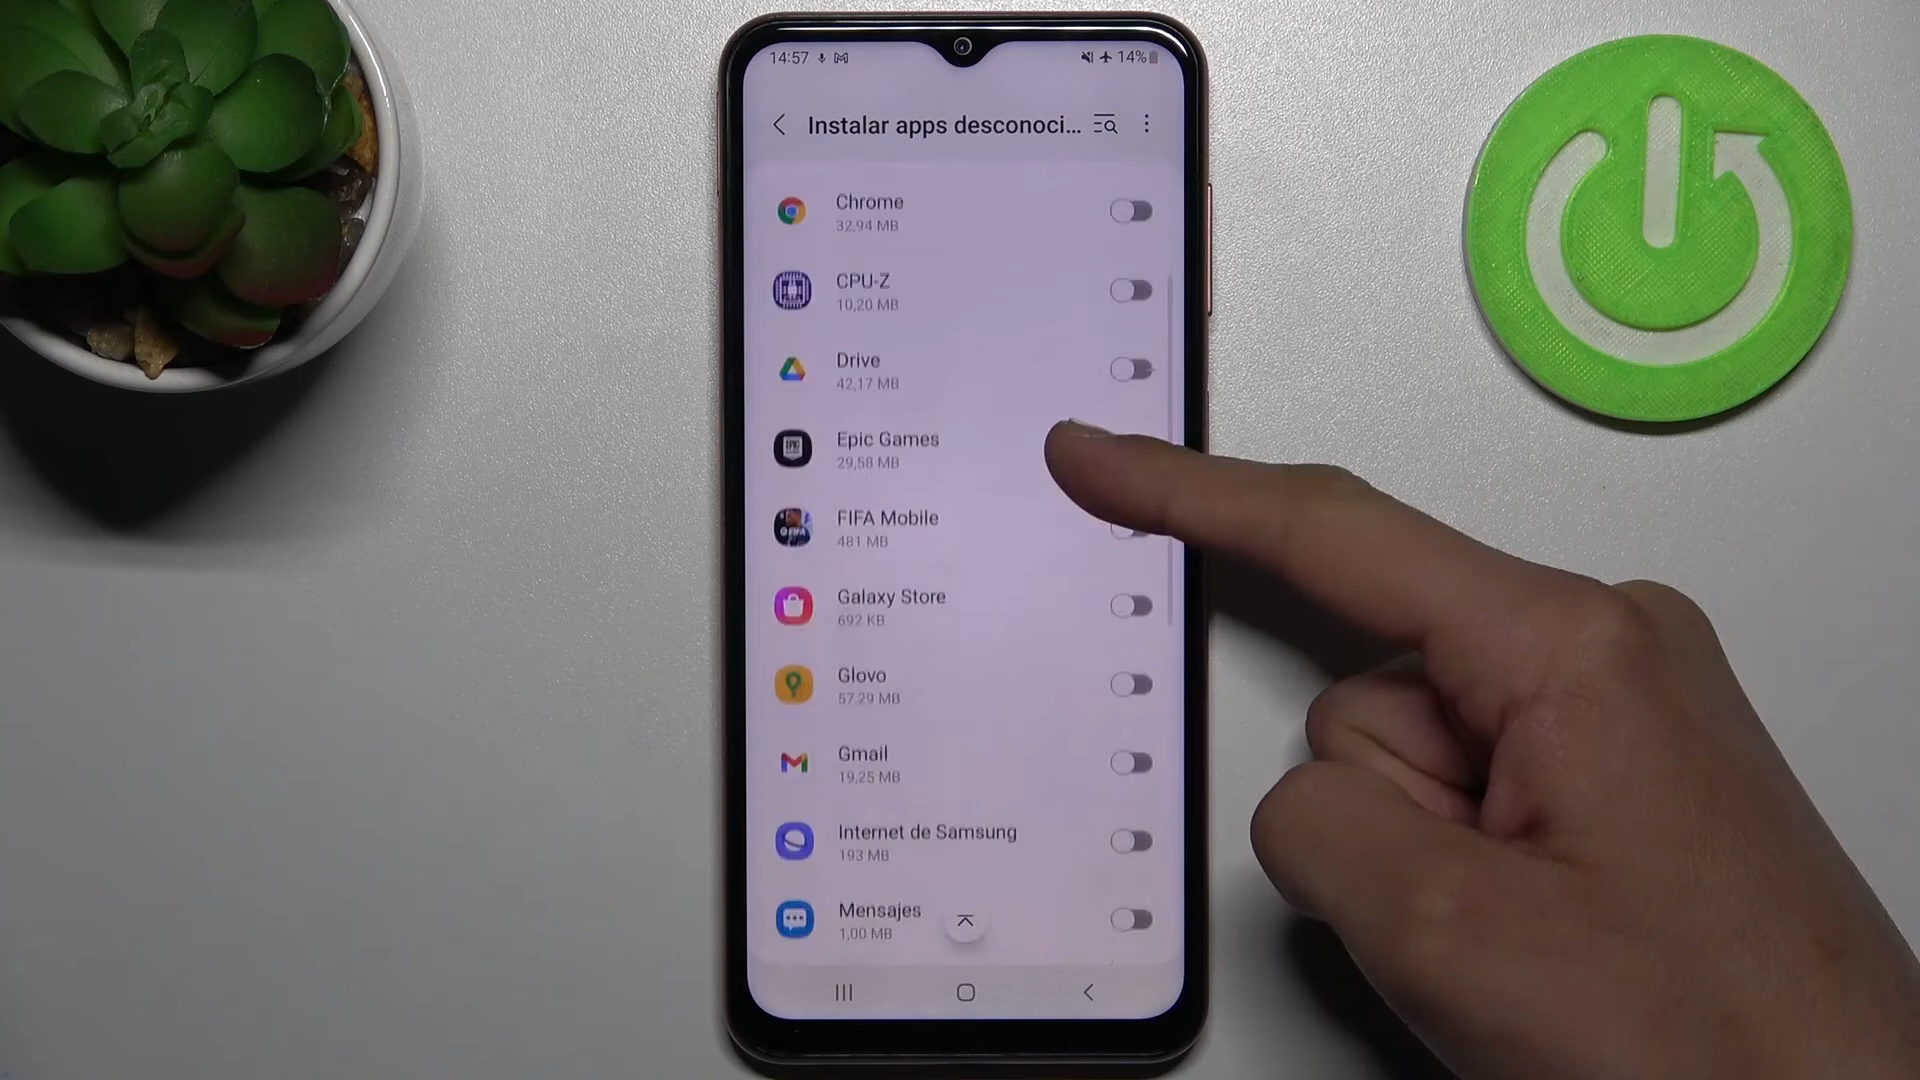 14:57
14%
Instalar apps desconoci...
Chrome
32,94 MB
CPU-Z
10,20 MB
Drive
42,17 MB
Epic Games
29,58 MB
FIFA Mobile
481 MB
Galaxy Store
692 KB
Glovo
57,29 MB
Gmail
19,25 MB
Internet de Samsung
193 MB
Mensajes
1,00 MB